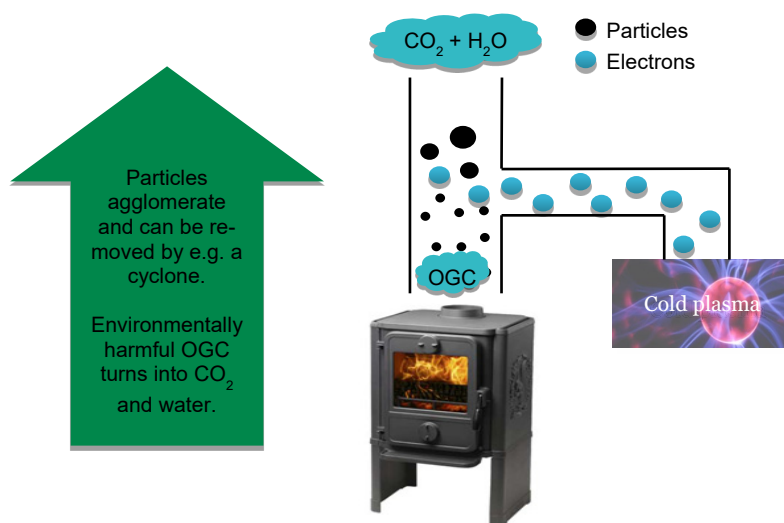 CO₂ + H₂O
Particles
Electrons
Particles
agglomerate
and can be re-
moved by e.g. a
cyclone.
Environmentally
harmful OGC
turns into CO₂
and water.
OGC
Cold plasma